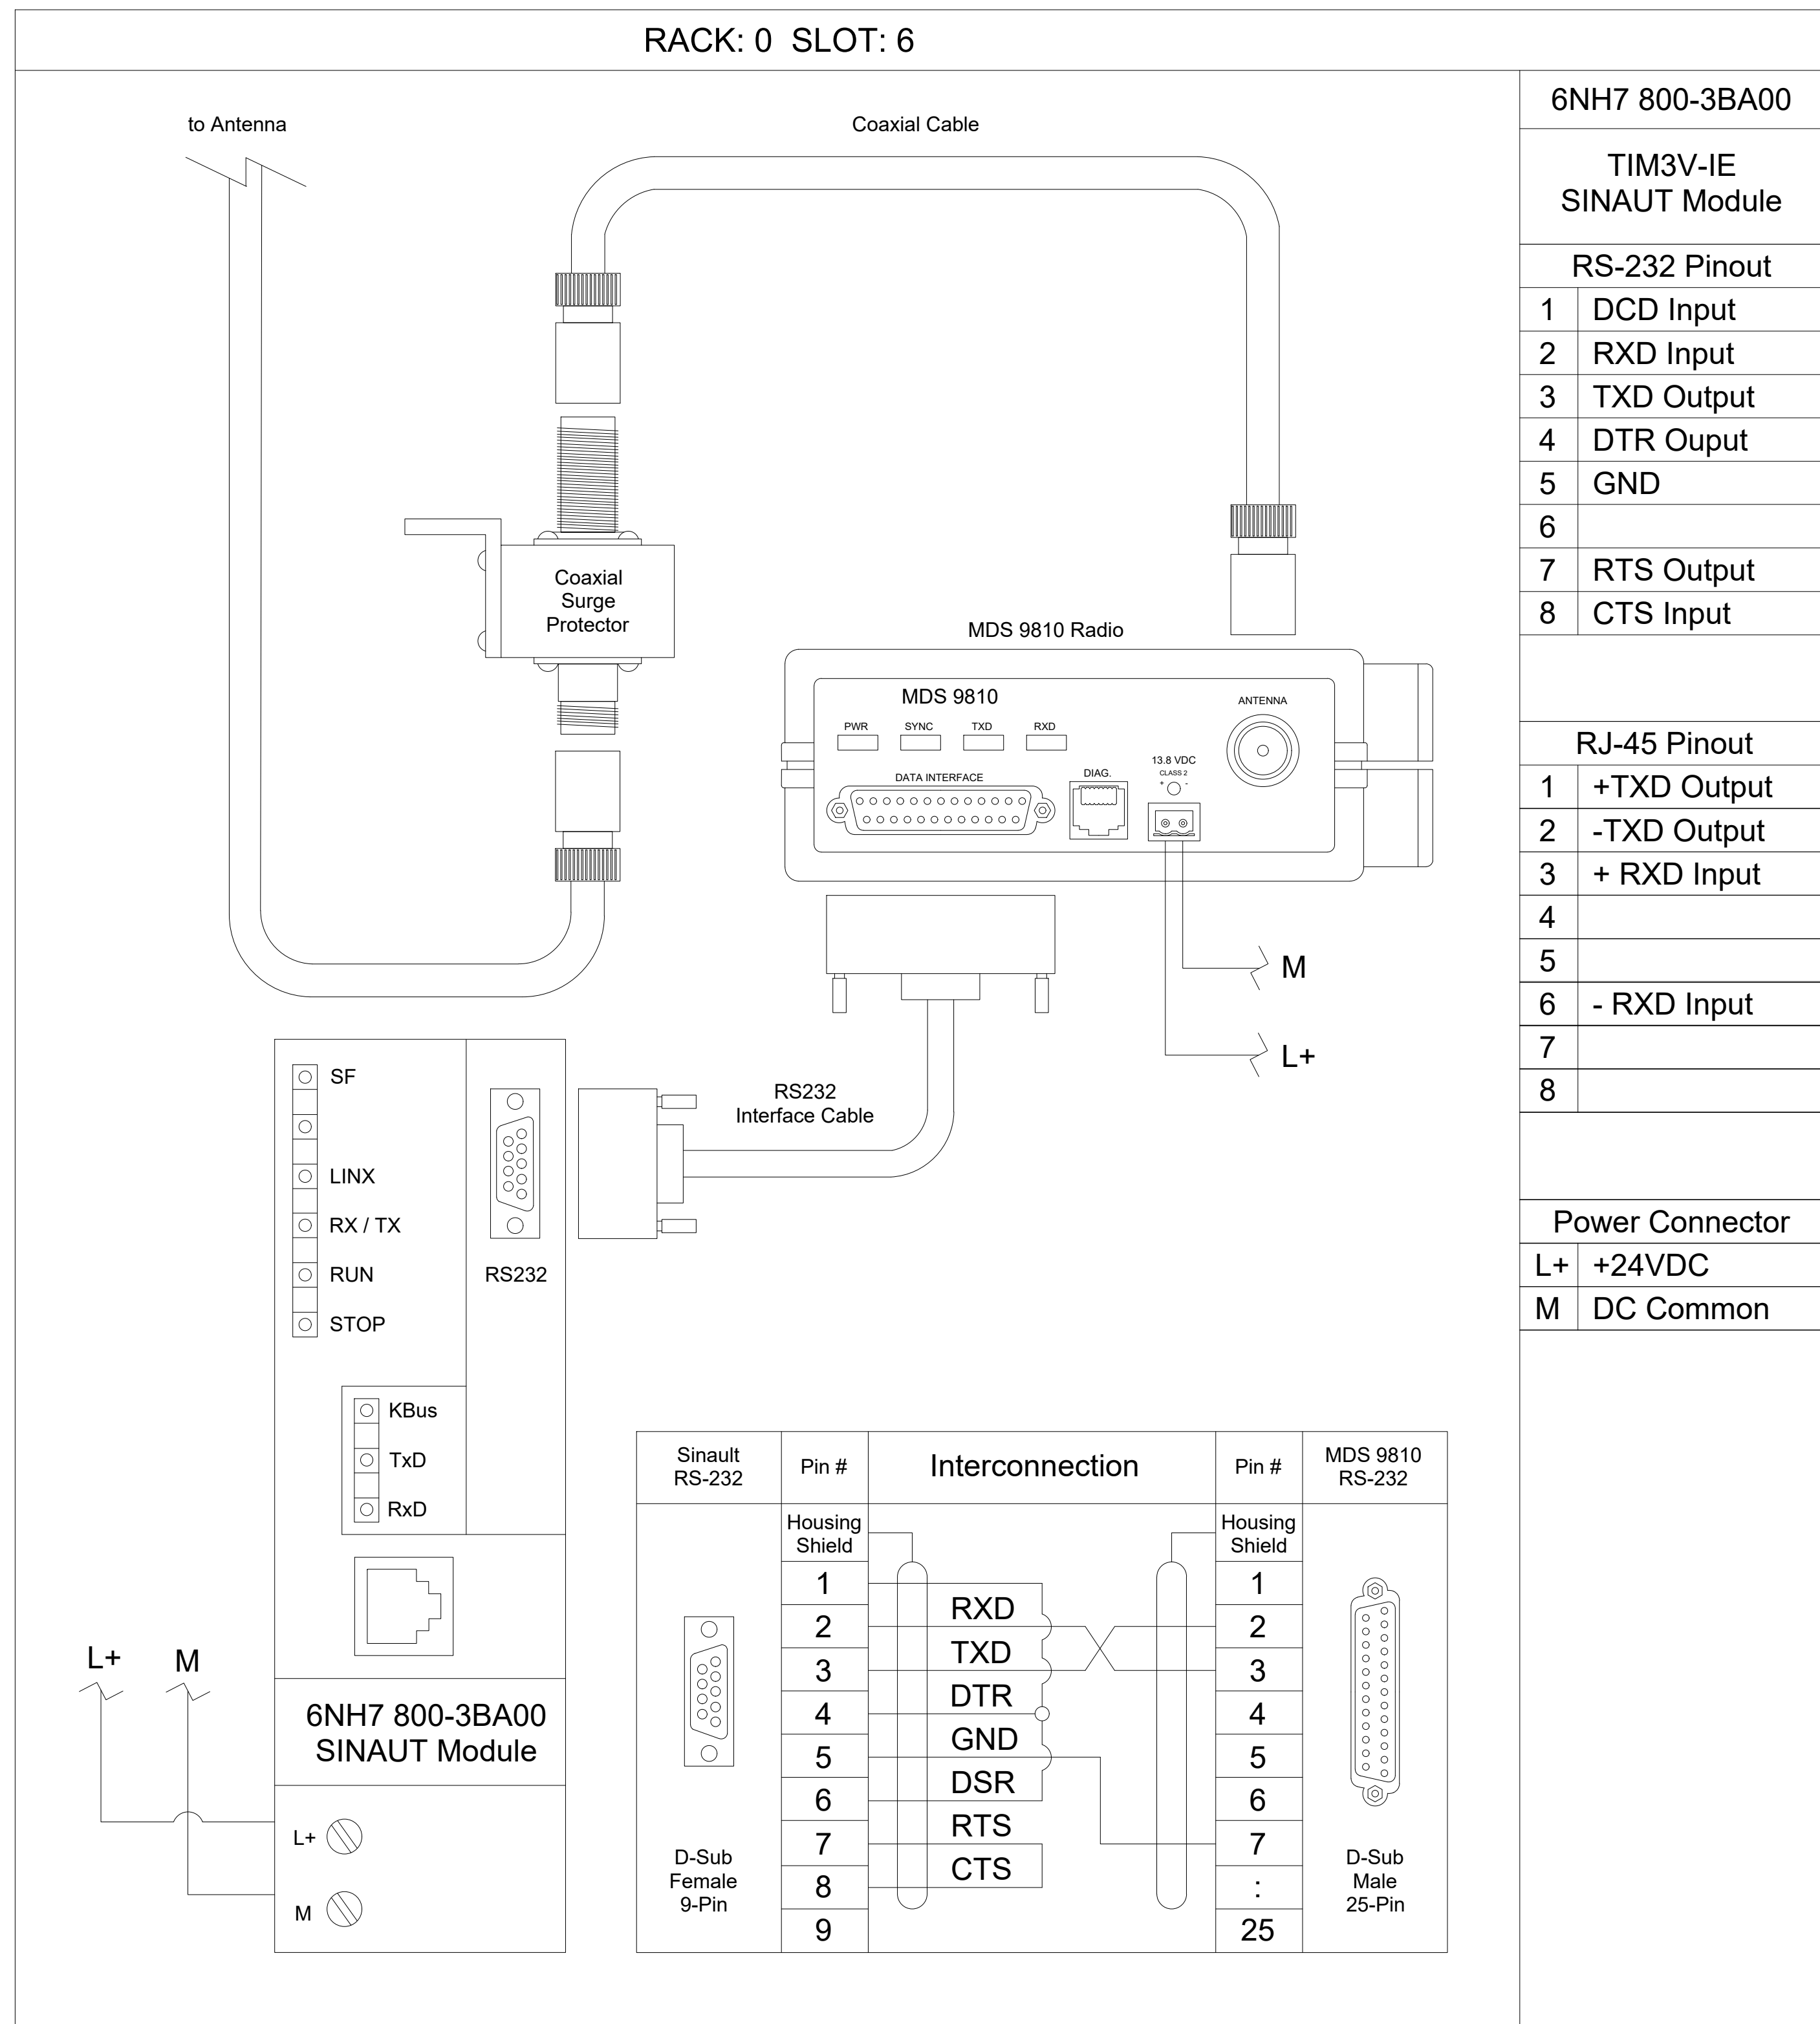 RACK: 0 SLOT: 6
to Antenna
Coaxial Cable
Coaxial
Surge
Protector
MDS 9810 Radio
MDS 9810
PWR SYNC TXD RXD
ANTENNA
DATA INTERFACE
DIAG.
13.8 VDC
CLASS 2
+ -
M
L+
RS232
Interface Cable
SF
LINX
RX / TX
RUN
STOP
RS232
KBus
TxD
RxD
L+ M
6NH7 800-3BA00
SINAUT Module
L+
M
Sinault
RS-232
Pin #
Interconnection
Pin #
MDS 9810
RS-232
Housing
Shield
1
2
3
4
5
6
7
8
9
RXD
TXD
DTR
GND
DSR
RTS
CTS
Housing
Shield
1
2
3
4
5
6
7
:
25
D-Sub
Female
9-Pin
D-Sub
Male
25-Pin
6NH7 800-3BA00
TIM3V-IE
SINAUT Module
RS-232 Pinout
1 DCD Input
2 RXD Input
3 TXD Output
4 DTR Ouput
5 GND
6
7 RTS Output
8 CTS Input
RJ-45 Pinout
1 +TXD Output
2 -TXD Output
3 + RXD Input
4
5
6 - RXD Input
7
8
Power Connector
L+ +24VDC
M DC Common